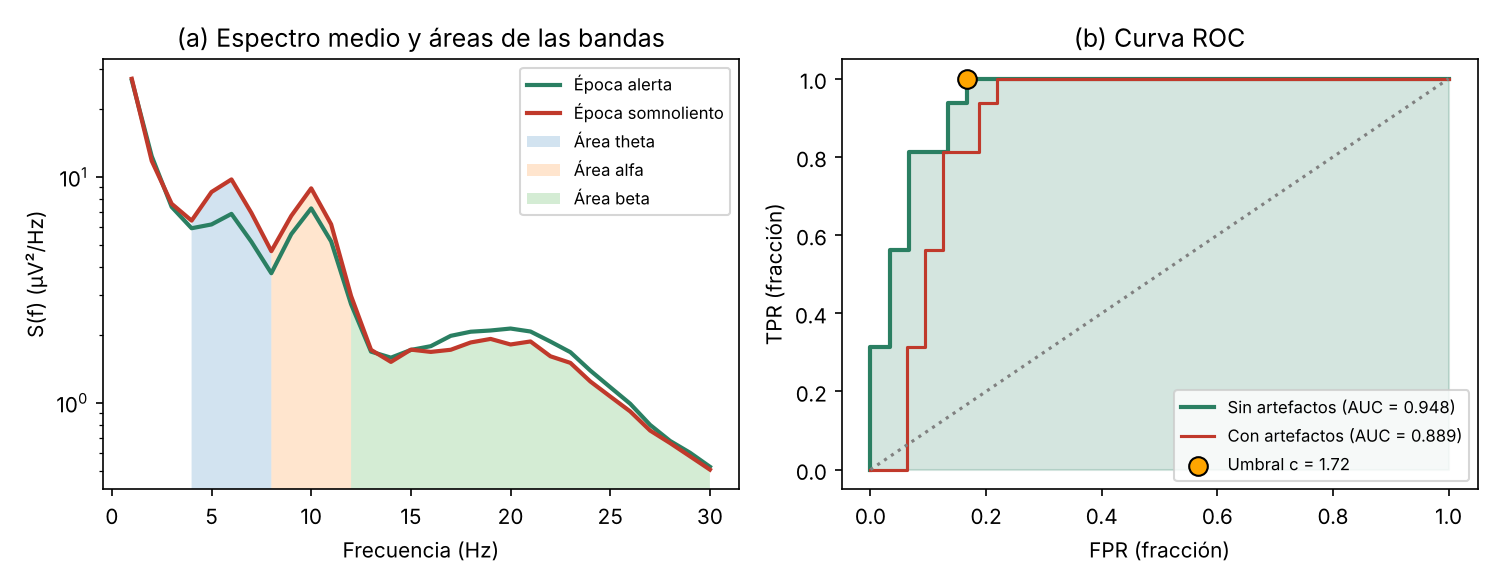 (a) Espectro medio y áreas de las bandas
S(f) (µV²/Hz)
10¹
10⁰
Época alerta
Época somnoliento
Área theta
Área alfa
Área beta
0 5 10 15 20 25 30
Frecuencia (Hz)
(b) Curva ROC
TPR (fracción)
1.0
0.8
0.6
0.4
0.2
0.0
Sin artefactos (AUC = 0.948)
Con artefactos (AUC = 0.889)
Umbral c = 1.72
0.0 0.2 0.4 0.6 0.8 1.0
FPR (fracción)